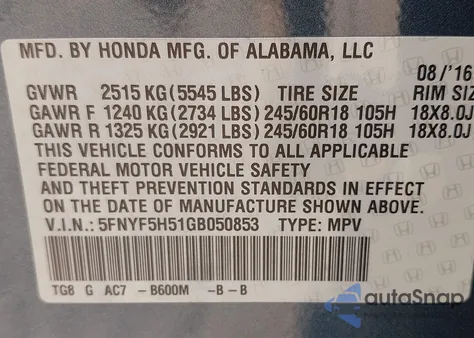 MFD. BY HONDA MFG. OF ALABAMA, LLC
08/'16
GVWR 2515 KG (5545 LBS) TIRE SIZE RIM SIZ
GAWR F 1240 KG (2734 LBS) 245/60R18 105H 18X8.0J
GAWR R 1325 KG (2921 LBS) 245/60R18 105H 18X8.0J
THIS VEHICLE CONFORMS TO ALL APPLICABLE
FEDERAL MOTOR VEHICLE SAFETY
AND THEFT PREVENTION STANDARDS IN EFFECT
ON THE DATE OF MANUFACTURE SHOWN ABOVE.
V.I.N.: 5FNYF5H51GB050853 TYPE: MPV
TG8 G AC7 – B600M – B – B
autoSnap